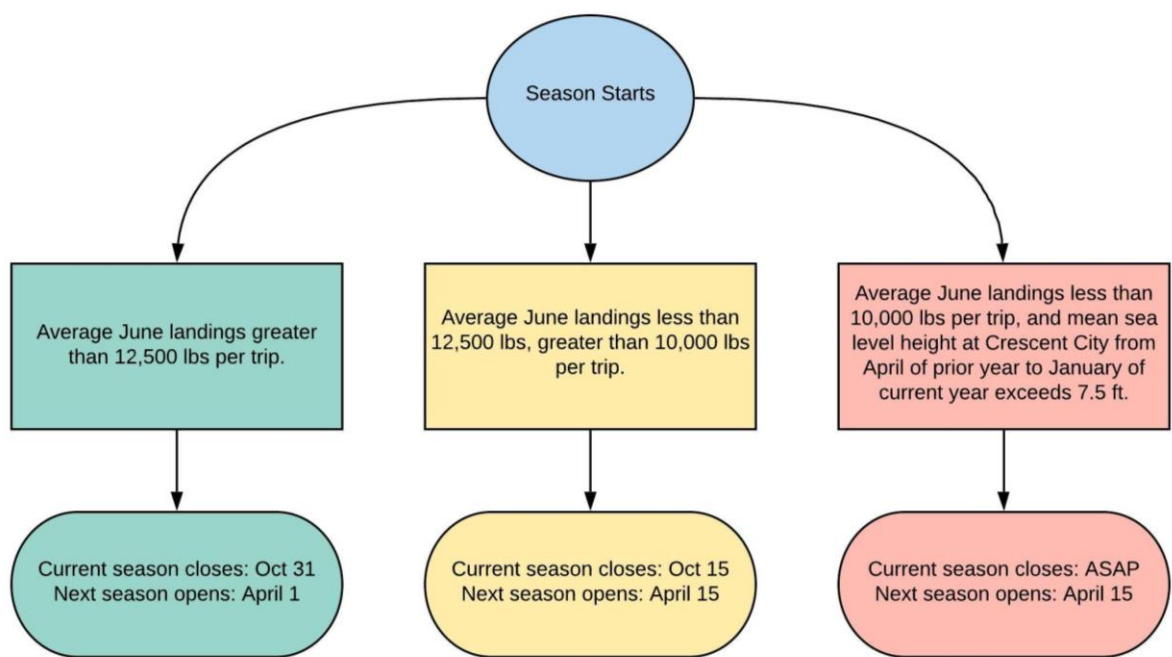 Season Starts
Average June landings greater
than 12,500 lbs per trip.
Average June landings less than
12,500 lbs, greater than 10,000 lbs
per trip.
Average June landings less than
10,000 lbs per trip, and mean sea
level height at Crescent City from
April of prior year to January of
current year exceeds 7.5 ft.
Current season closes: Oct 31
Next season opens: April 1
Current season closes: Oct 15
Next season opens: April 15
Current season closes: ASAP
Next season opens: April 15